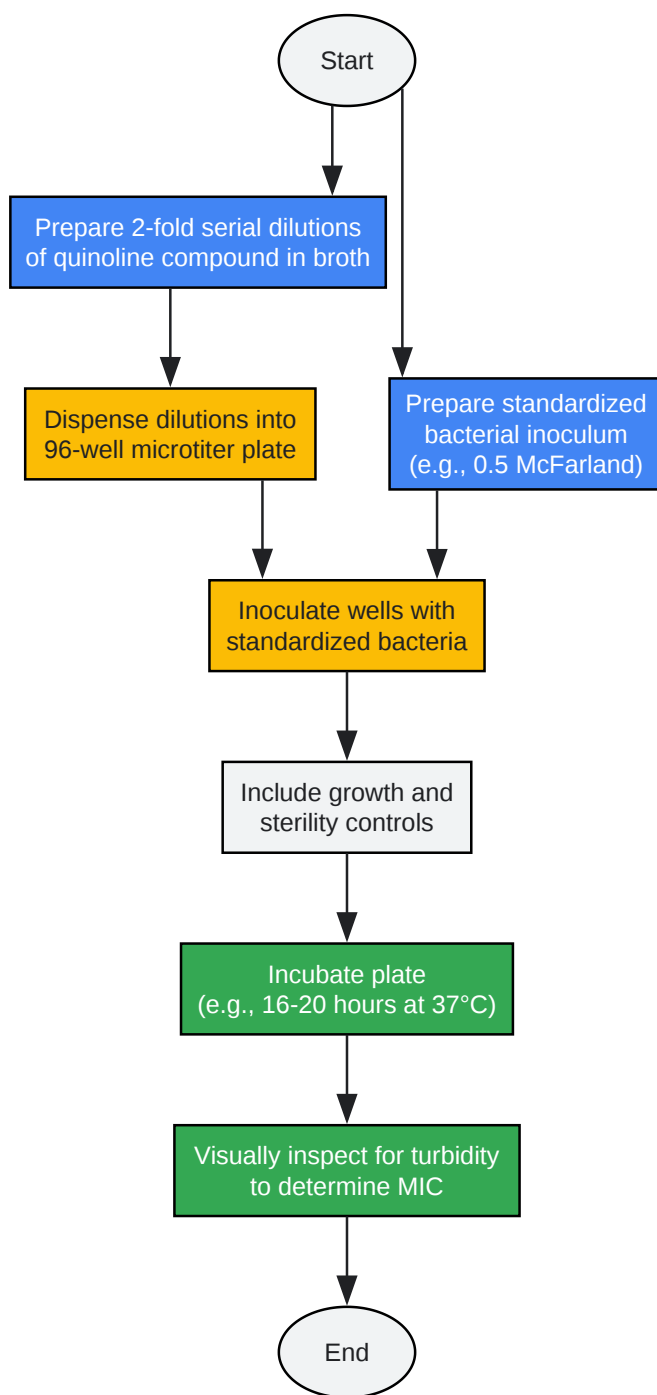 Start
Prepare 2-fold serial dilutions
of quinoline compound in broth
Dispense dilutions into
96-well microtiter plate
Prepare standardized
bacterial inoculum
(e.g., 0.5 McFarland)
Inoculate wells with
standardized bacteria
Include growth and
sterility controls
Incubate plate
(e.g., 16-20 hours at 37°C)
Visually inspect for turbidity
to determine MIC
End